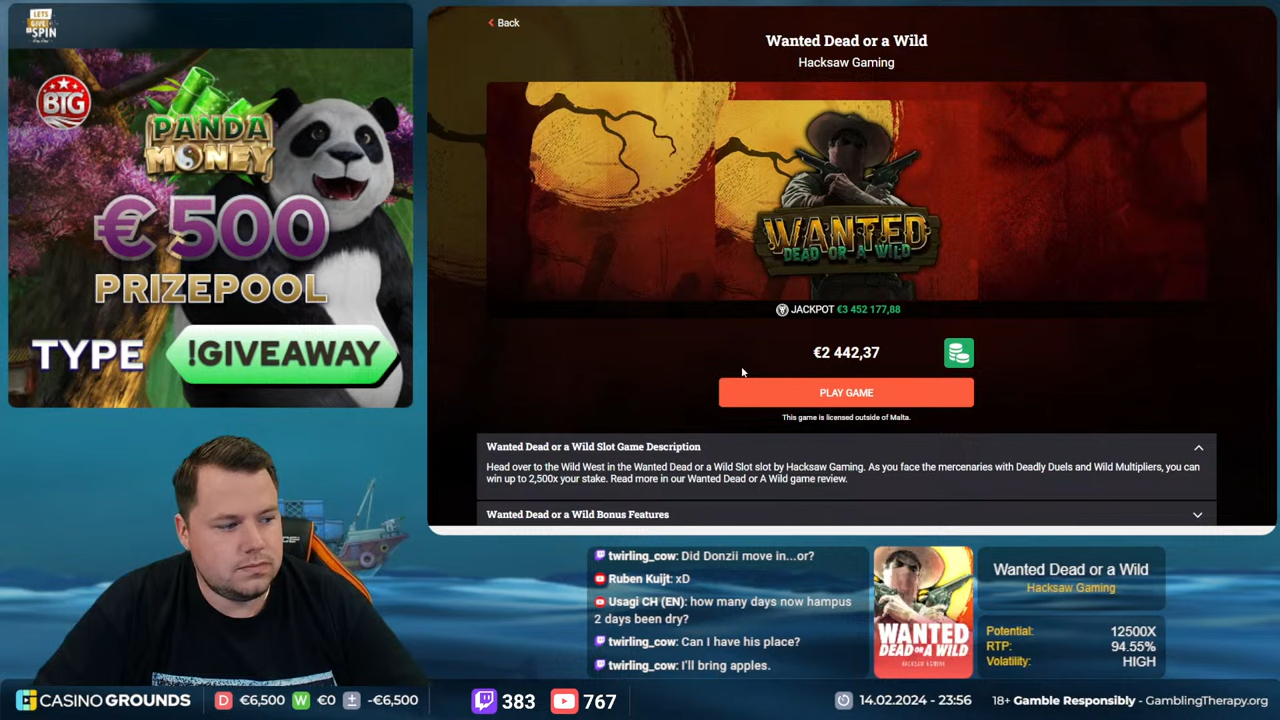 LETS
GIVE IT A
SPIN
BTG
PANDA
MONEY
€500
PRIZEPOOL
TYPE !GIVEAWAY
Back
Wanted Dead or a Wild
Hacksaw Gaming
WANTED
DEAD OR A WILD
JACKPOT €3 452 177,88
€2 442,37
PLAY GAME
This game is licensed outside of Malta.
Wanted Dead or a Wild Slot Game Description
Head over to the Wild West in the Wanted Dead or a Wild Slot slot by Hacksaw Gaming. As you face the mercenaries with Deadly Duels and Wild Multipliers, you can
win up to 2,500x your stake. Read more in our Wanted Dead or A Wild game review.
Wanted Dead or a Wild Bonus Features
twirling_cow: Did Donzii move in...or?
Ruben Kuijt: xD
Usagi CH (EN): how many days now hampus
2 days been dry?
twirling_cow: Can I have his place?
twirling_cow: I'll bring apples.
WANTED
DEAD OR A WILD
HACKSAW GAMING
Wanted Dead or a Wild
Hacksaw Gaming
Potential: 12500X
RTP: 94.55%
Volatility: HIGH
CASINO GROUNDS
D €6,500 W €0 ± -€6,500
383
767
14.02.2024 - 23:56
18+ Gamble Responsibly - GamblingTherapy.org